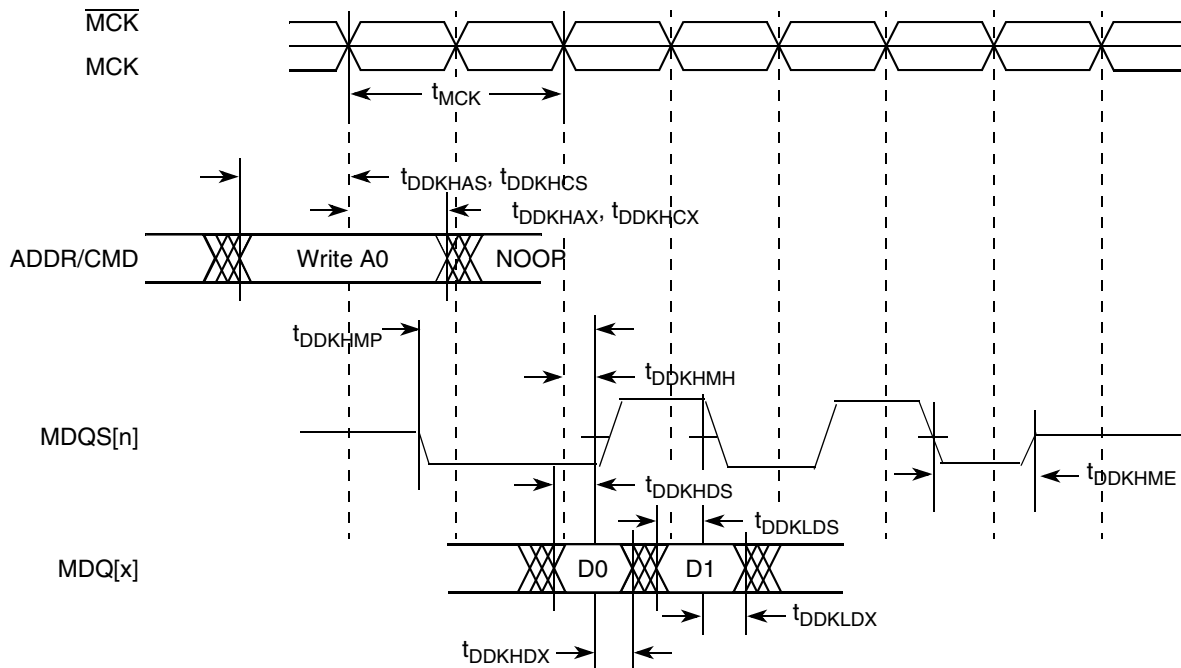 MCK
MCK
tMCK
tDDKHAS, tDDKHCS
tDDKHAX, tDDKHCX
ADDR/CMD
Write A0
NOOP
tDDKHMP
tDDKHMH
MDQS[n]
tDDKHDS
tDDKHME
tDDKLDS
MDQ[x]
D0
D1
tDDKLDX
tDDKHDX